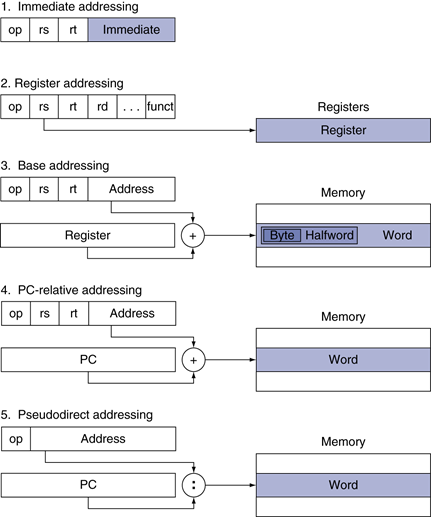 1. Immediate addressing
op rs rt Immediate
2. Register addressing
op rs rt rd . . . funct
Registers
Register
3. Base addressing
op rs rt Address
Memory
Register + Byte Halfword Word
4. PC-relative addressing
op rs rt Address
Memory
PC + Word
5. Pseudodirect addressing
op Address
Memory
PC : Word